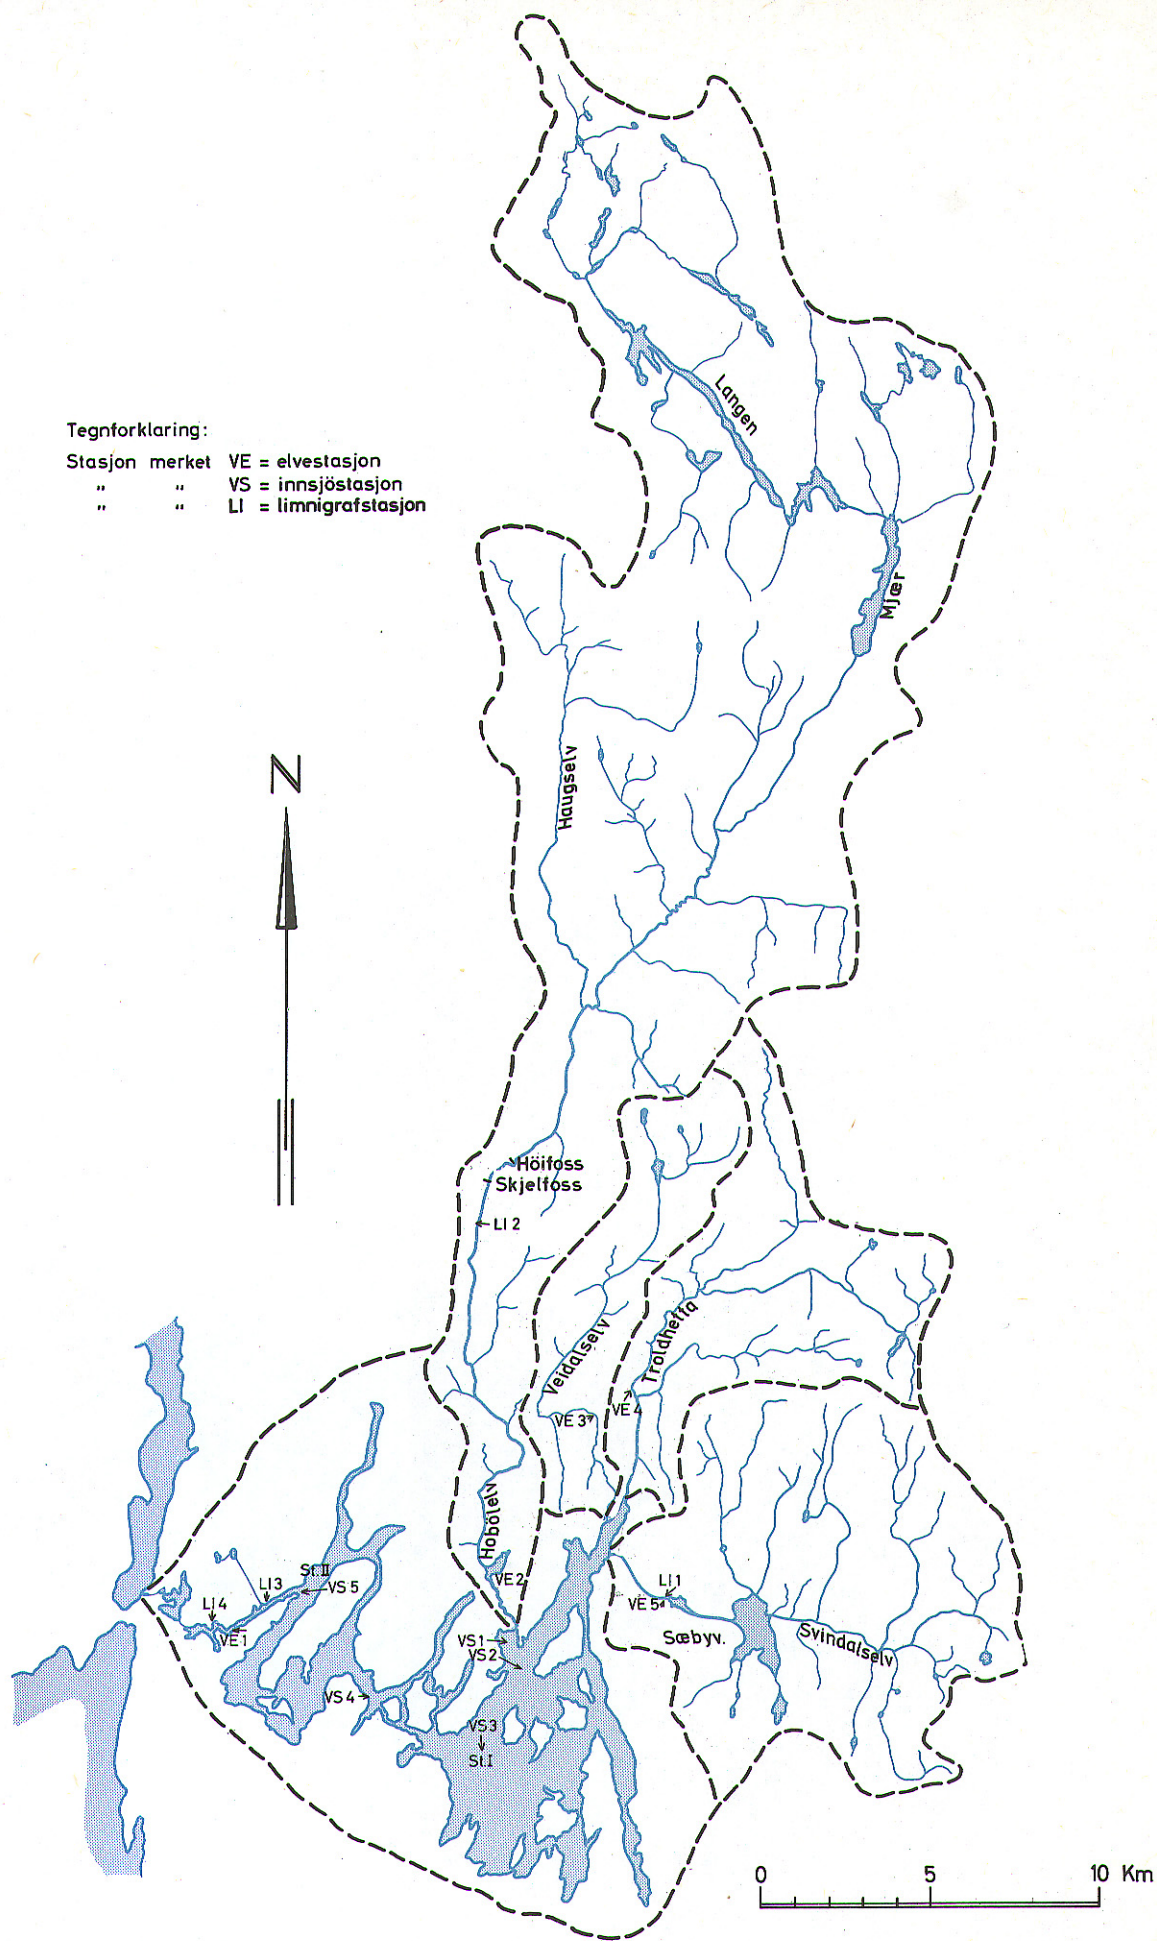 Langen
Tegnforklaring:
Stasjon merket VE = elvestasjon
" " VS = innsjöstasjon
" " LI = limnigrafstasjon
Mjær
N
Haugselv
Höifoss
Skjelfoss
LI 2
Veidalselv
Troldhetta
VE 3
VE 4
Hobölelv
St.II
LI 3
VS 5
VE 2
LI 1
LI 4
VE 5
VE 1
Sæbyv.
Svindalselv
VS 1
VS 2
VS 4
VS 3
St.I
0 5 10 Km